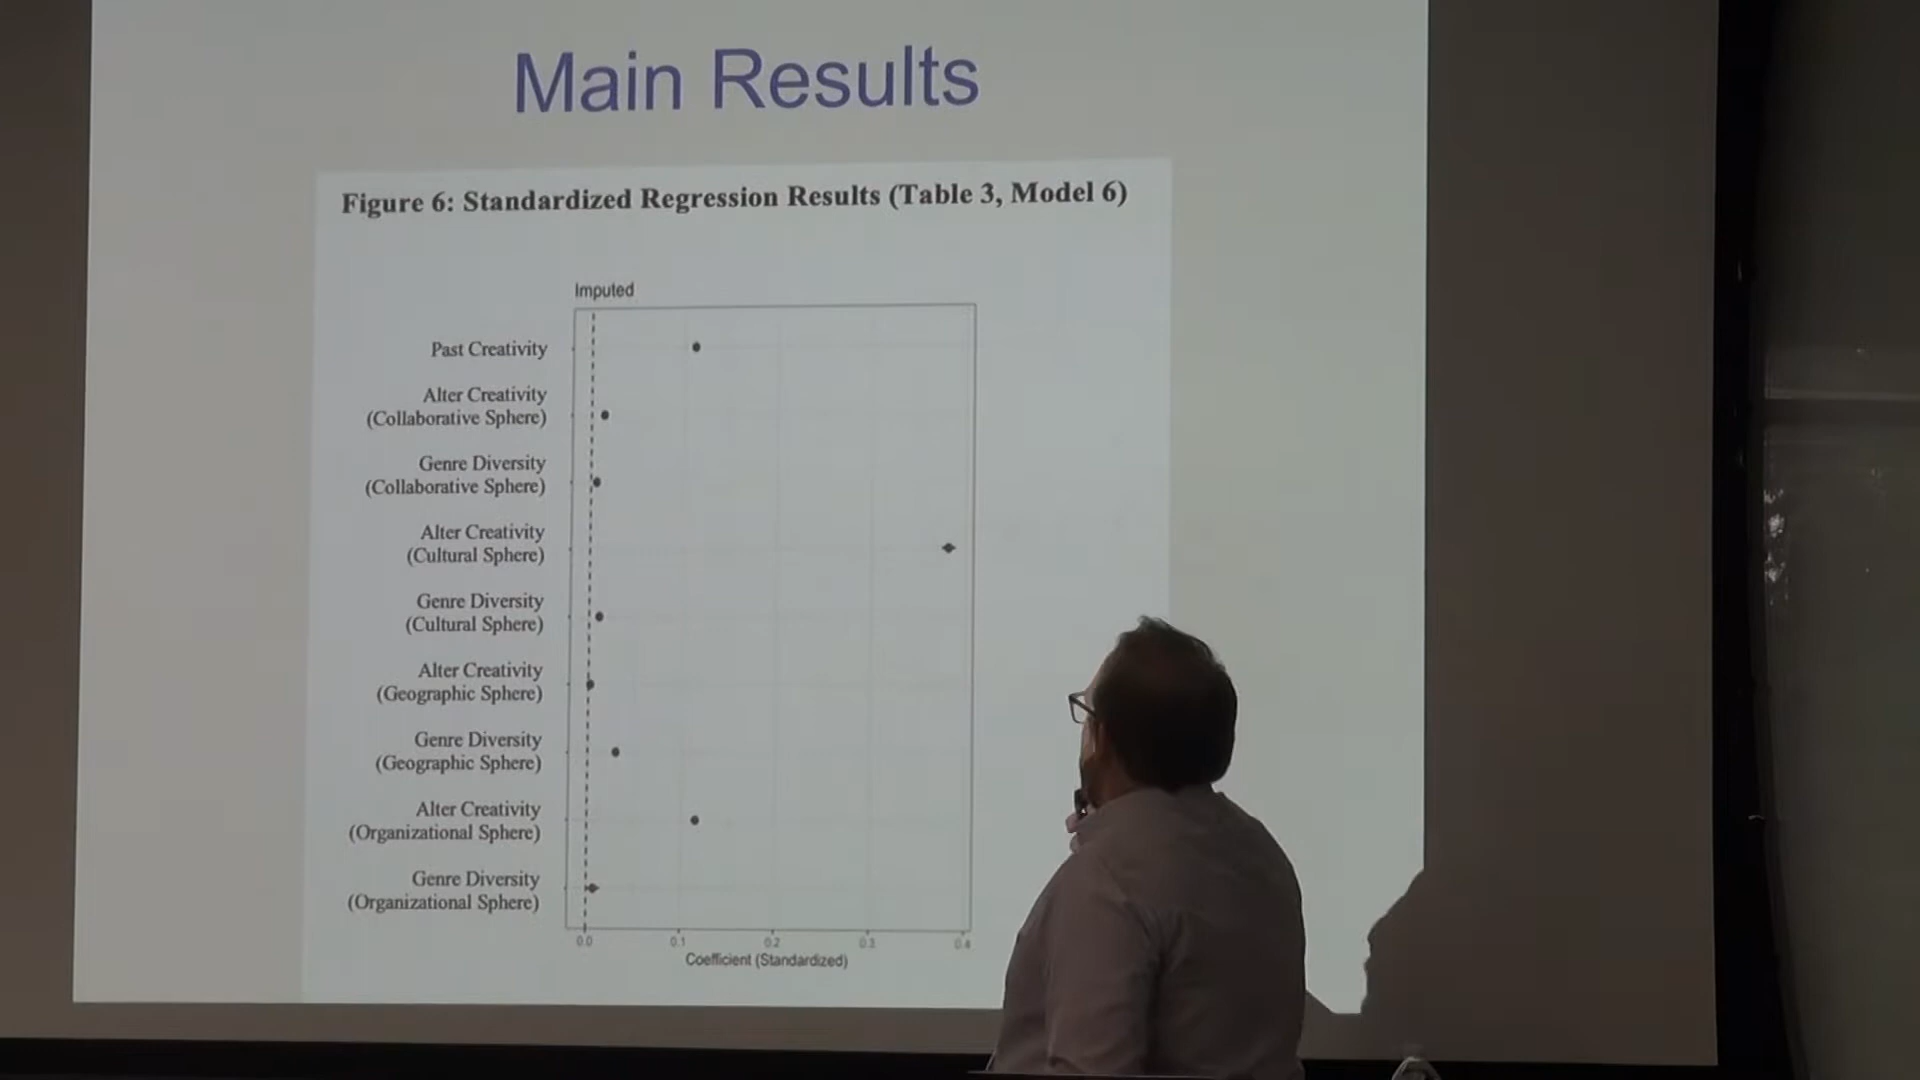 Main Results
Figure 6: Standardized Regression Results (Table 3, Model 6)
Imputed
Past Creativity
Alter Creativity
(Collaborative Sphere)
Genre Diversity
(Collaborative Sphere)
Alter Creativity
(Cultural Sphere)
Genre Diversity
(Cultural Sphere)
Alter Creativity
(Geographic Sphere)
Genre Diversity
(Geographic Sphere)
Alter Creativity
(Organizational Sphere)
Genre Diversity
(Organizational Sphere)
0.0 0.1 0.2 0.3 0.4
Coefficient (Standardized)